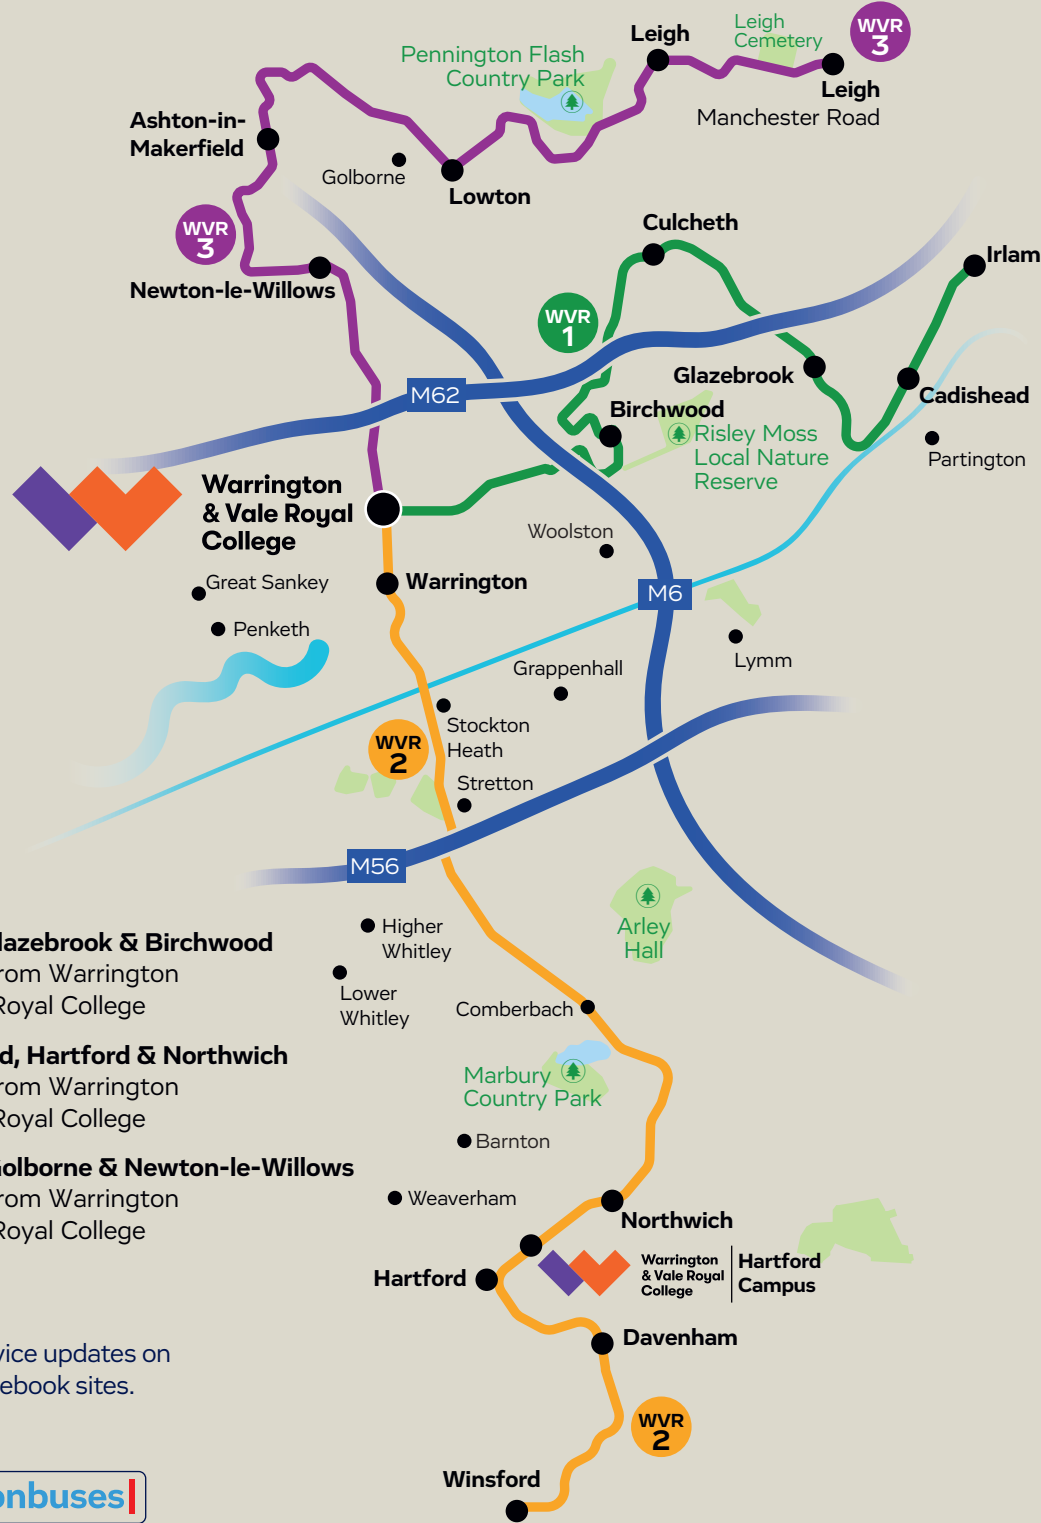 Leigh
Cemetery
WVR
3
Leigh
Pennington Flash
Country Park
Leigh
Manchester Road
Ashton-in-
Makerfield
Golborne
Lowton
WVR
3
Culcheth
Irlam
Newton-le-Willows
WVR
1
M62
Glazebrook
Cadishead
Birchwood
Risley Moss
Local Nature
Reserve
Partington
Warrington
& Vale Royal
College
Woolston
Great Sankey
Warrington
M6
Penketh
Lymm
Grappenhall
Stockton
Heath
WVR
2
Stretton
M56
Higher
Whitley
Arley
Hall
lazebrook & Birchwood
rom Warrington
Royal College
Lower
Whitley
Comberbach
d, Hartford & Northwich
rom Warrington
Royal College
Marbury
Country Park
Barnton
olborne & Newton-le-Willows
rom Warrington
Royal College
Weaverham
Northwich
Hartford
Warrington
& Vale Royal
College
Hartford
Campus
Davenham
vice updates on
ebook sites.
WVR
2
Winsford
onbuses